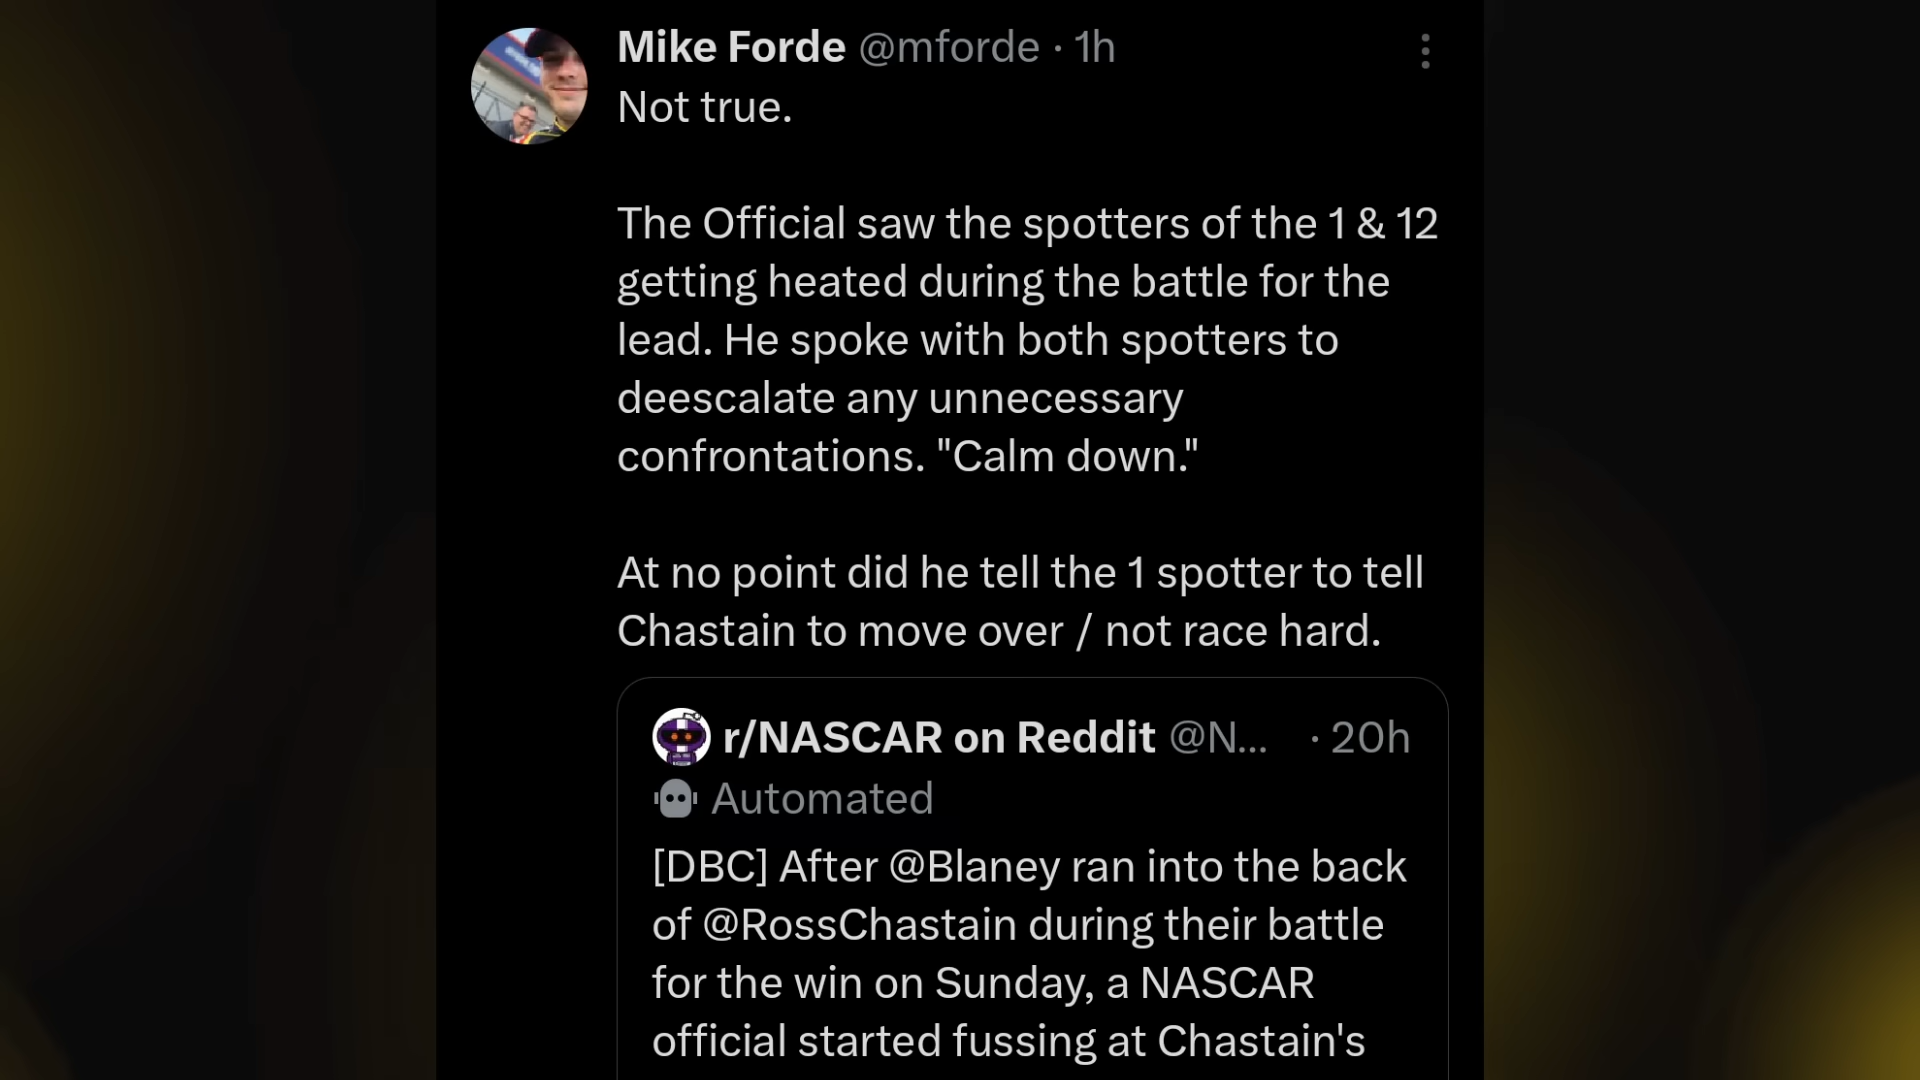 Mike Forde @mforde · 1h
Not true.
The Official saw the spotters of the 1 & 12
getting heated during the battle for the
lead. He spoke with both spotters to
deescalate any unnecessary
confrontations. "Calm down."
At no point did he tell the 1 spotter to tell
Chastain to move over / not race hard.
r/NASCAR on Reddit @N... · 20h
Automated
[DBC] After @Blaney ran into the back
of @RossChastain during their battle
for the win on Sunday, a NASCAR
official started fussing at Chastain's